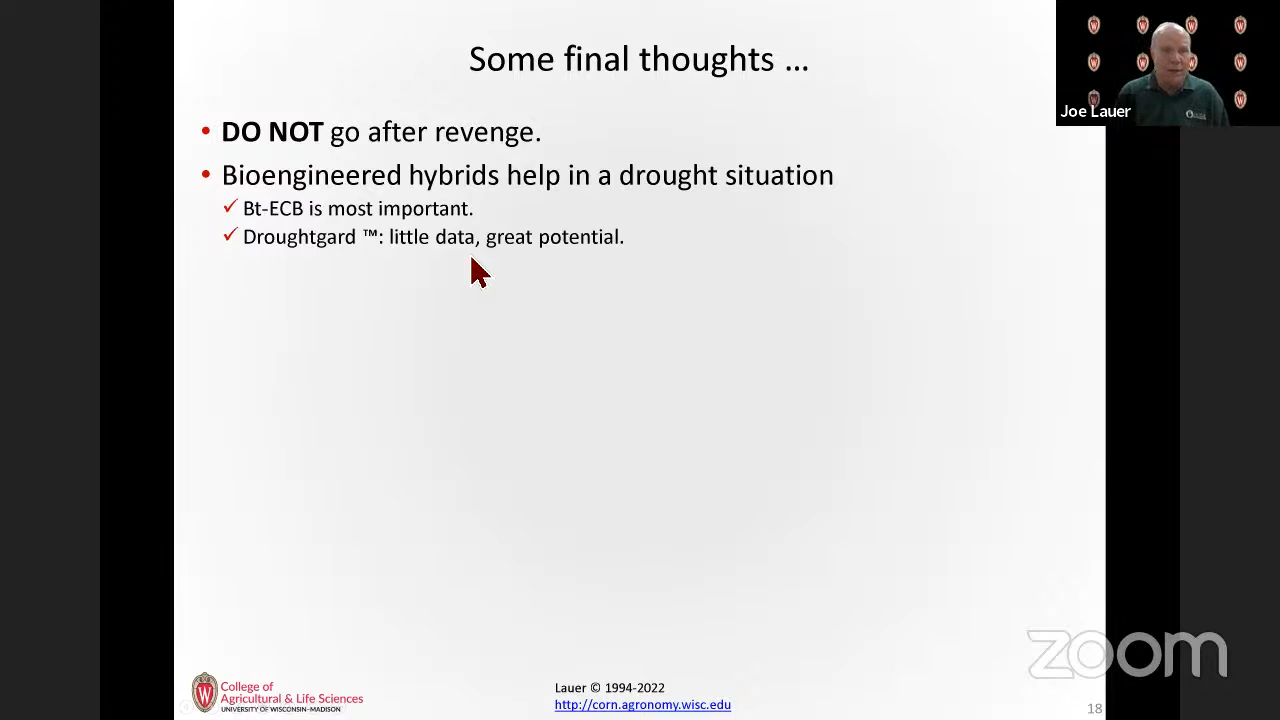 Some final thoughts ...
Joe Lauer
• DO NOT go after revenge.
• Bioengineered hybrids help in a drought situation
✓ Bt-ECB is most important.
✓ Droughtgard ™: little data, great potential.
zoom
College of
Agricultural & Life Sciences
UNIVERSITY OF WISCONSIN-MADISON
Lauer © 1994-2022
http://corn.agronomy.wisc.edu
18